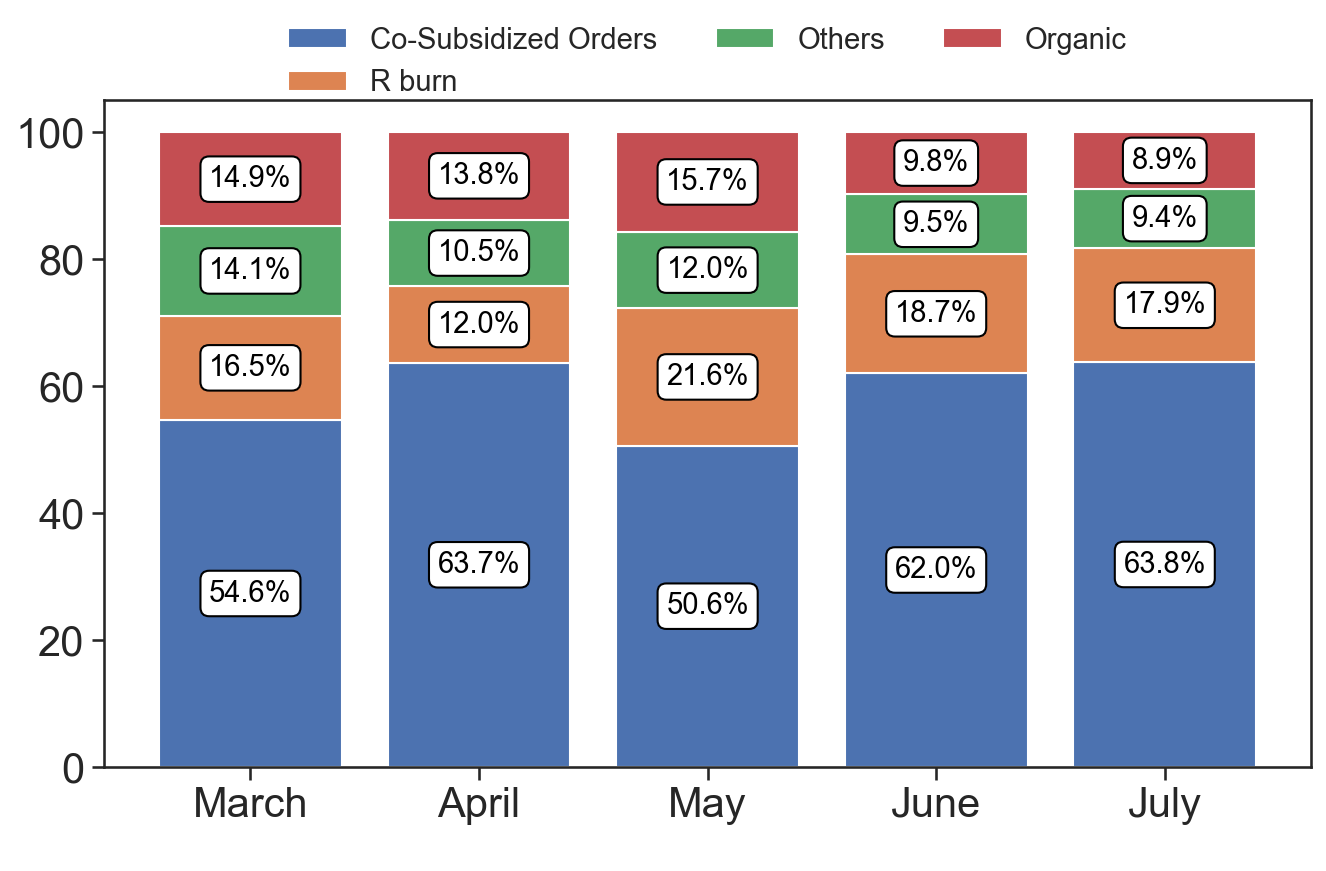 Co-Subsidized Orders Others Organic
R burn
100
14.9% 13.8% 15.7% 9.8% 8.9%
14.1% 10.5% 12.0% 9.5% 9.4%
80
16.5% 12.0% 21.6% 18.7% 17.9%
60
54.6% 63.7% 50.6% 62.0% 63.8%
40
20
0
March April May June July